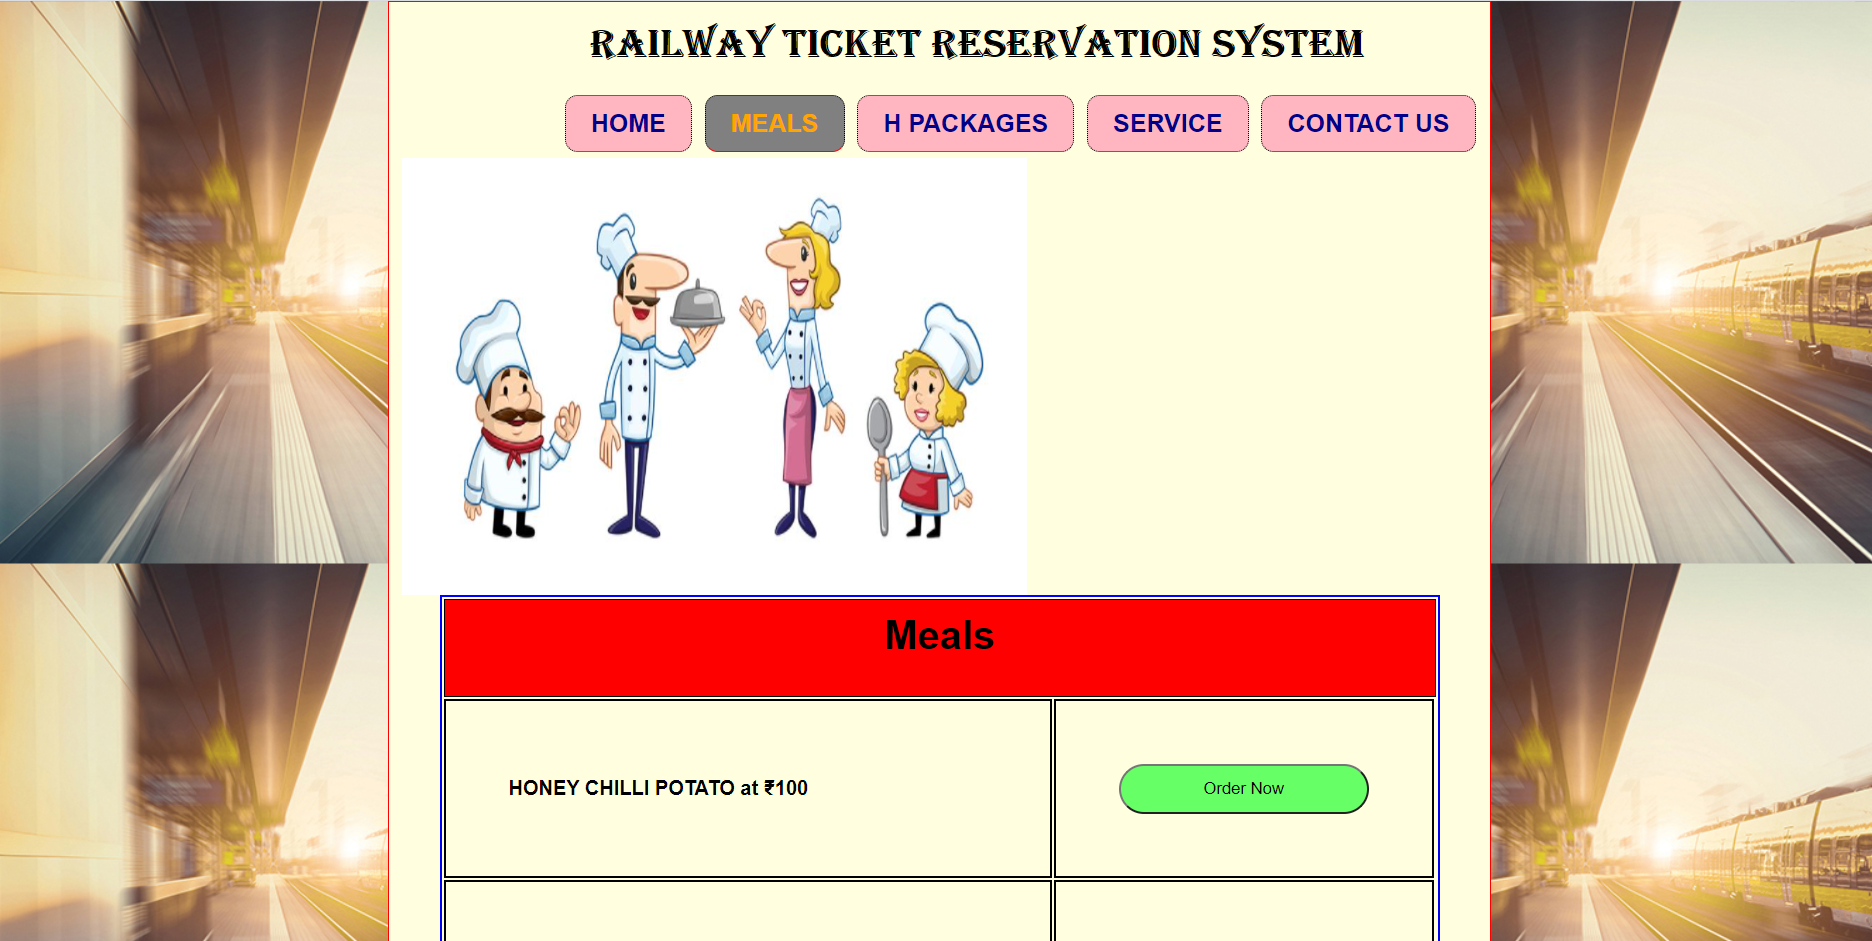 RAILWAY TICKET RESERVATION SYSTEM
HOME MEALS H PACKAGES SERVICE CONTACT US
Meals
HONEY CHILLI POTATO at ₹100 Order Now